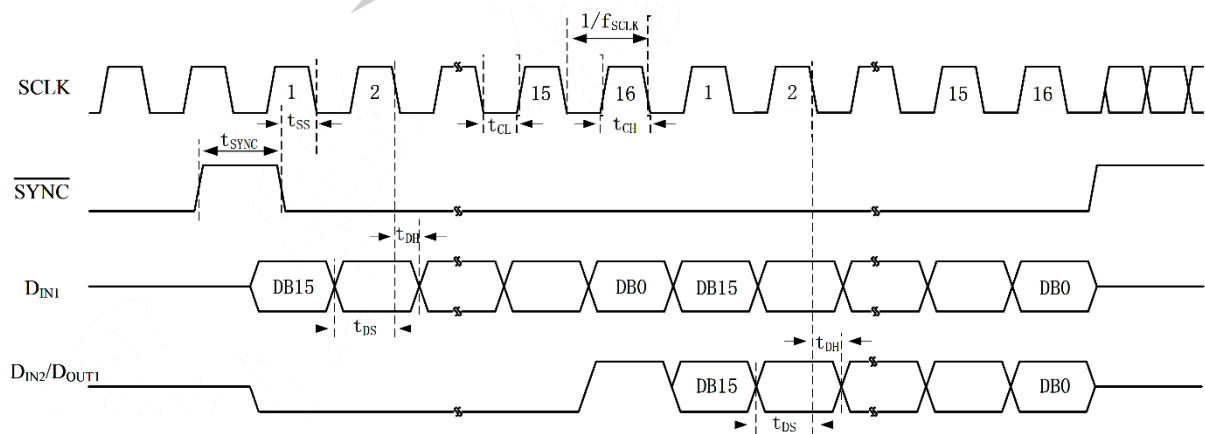 1/fSCLK
SCLK
1 2 15 16 1 2 15 16
tSS tCL tCH
tSYNC
SYNC
tDH
DIN1
DB15 DB0 DB15 DB0
tDS
tDH
DIN2/DOUT1
DB15 DB0
tDS